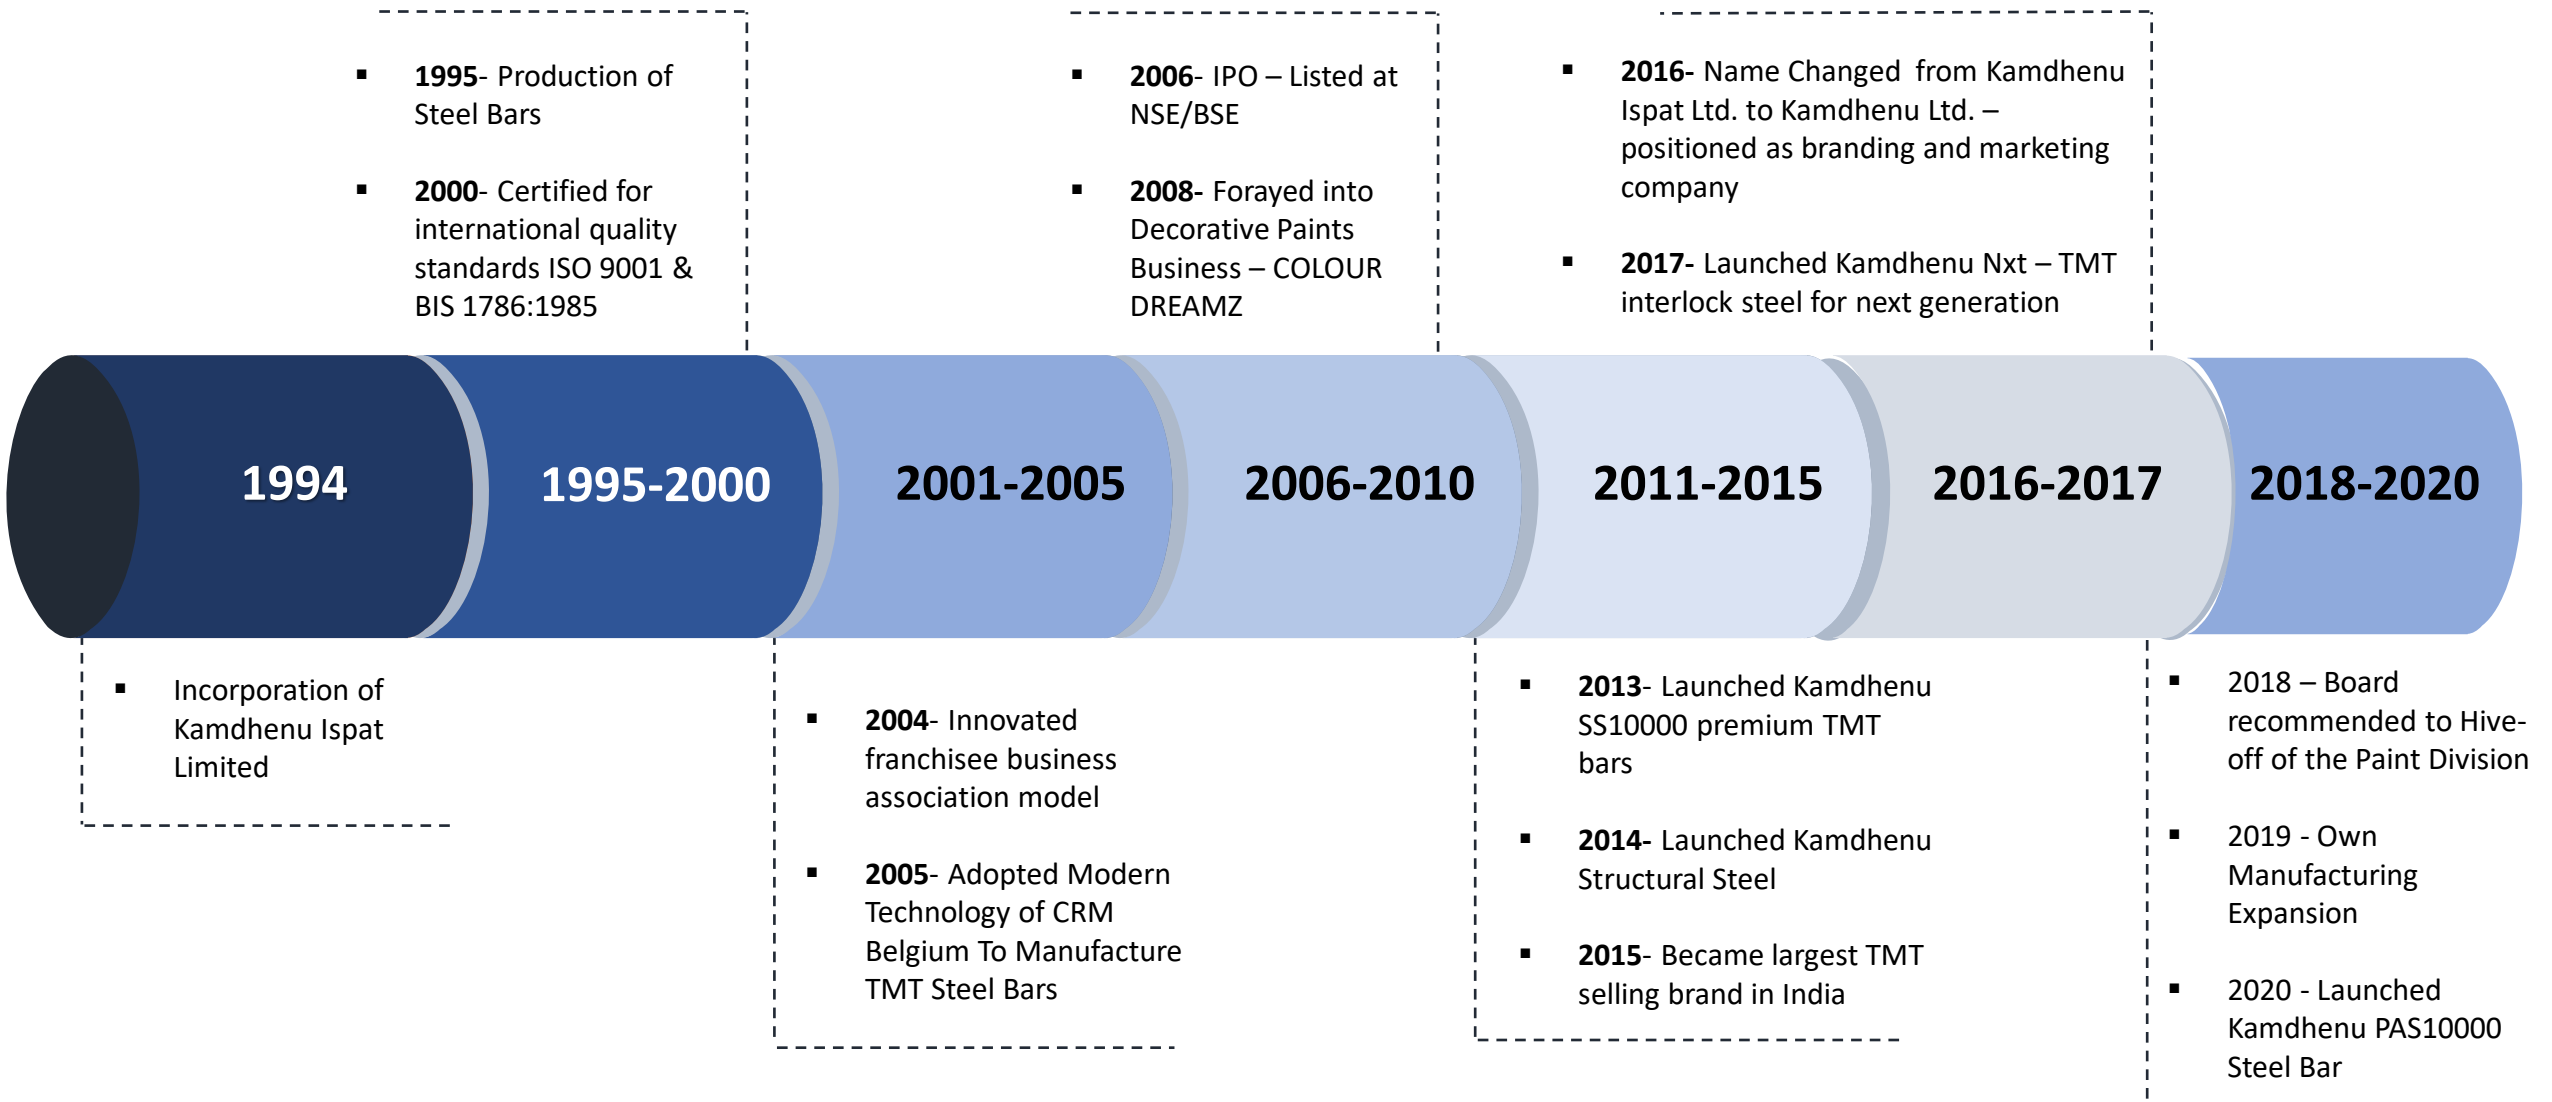 ▪ 1995- Production of
Steel Bars
▪ 2000- Certified for
international quality
standards ISO 9001 &
BIS 1786:1985
▪ 2006- IPO – Listed at
NSE/BSE
▪ 2008- Forayed into
Decorative Paints
Business – COLOUR
DREAMZ
▪ 2016- Name Changed from Kamdhenu
Ispat Ltd. to Kamdhenu Ltd. –
positioned as branding and marketing
company
▪ 2017- Launched Kamdhenu Nxt – TMT
interlock steel for next generation
1994
1995-2000
2001-2005
2006-2010
2011-2015
2016-2017
2018-2020
▪ Incorporation of
Kamdhenu Ispat
Limited
▪ 2004- Innovated
franchisee business
association model
▪ 2005- Adopted Modern
Technology of CRM
Belgium To Manufacture
TMT Steel Bars
▪ 2013- Launched Kamdhenu
SS10000 premium TMT
bars
▪ 2014- Launched Kamdhenu
Structural Steel
▪ 2015- Became largest TMT
selling brand in India
▪ 2018 – Board
recommended to Hive-
off of the Paint Division
▪ 2019 - Own
Manufacturing
Expansion
▪ 2020 - Launched
Kamdhenu PAS10000
Steel Bar